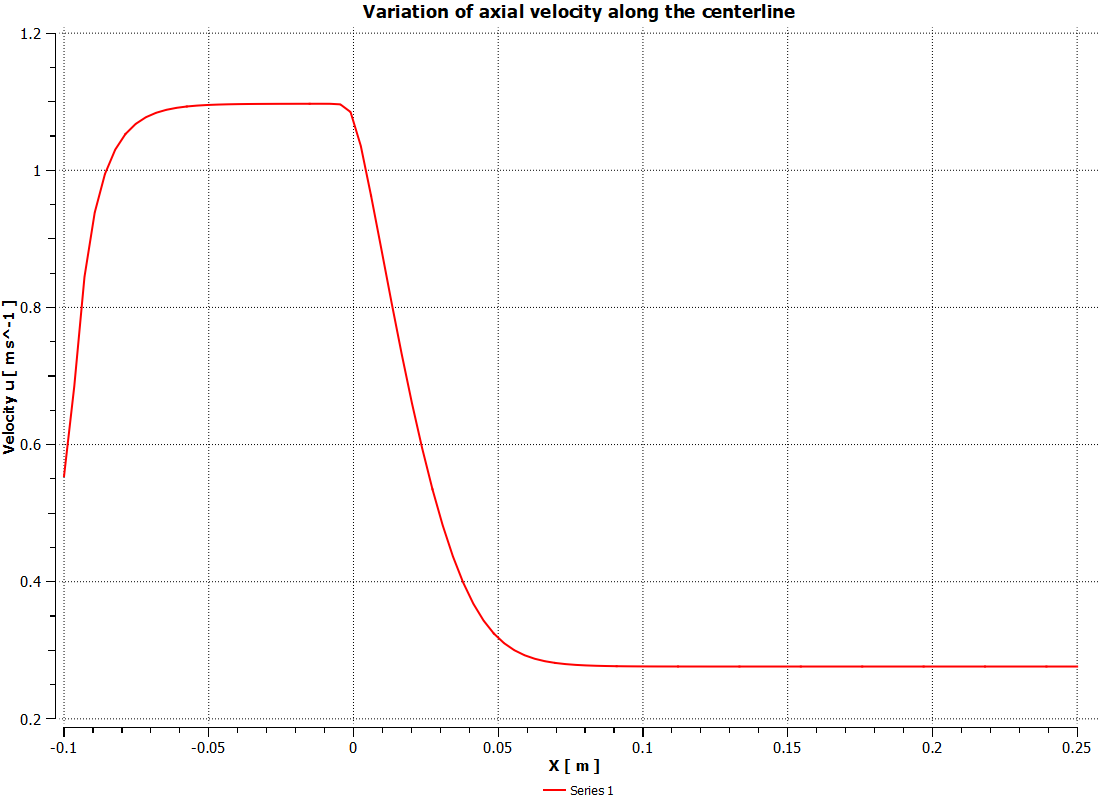 Variation of axial velocity along the centerline
1.2
1
0.8
0.6
0.4
0.2
Velocity u [ m s^-1 ]
-0.1 -0.05 0 0.05 0.1 0.15 0.2 0.25
X [ m ]
Series 1